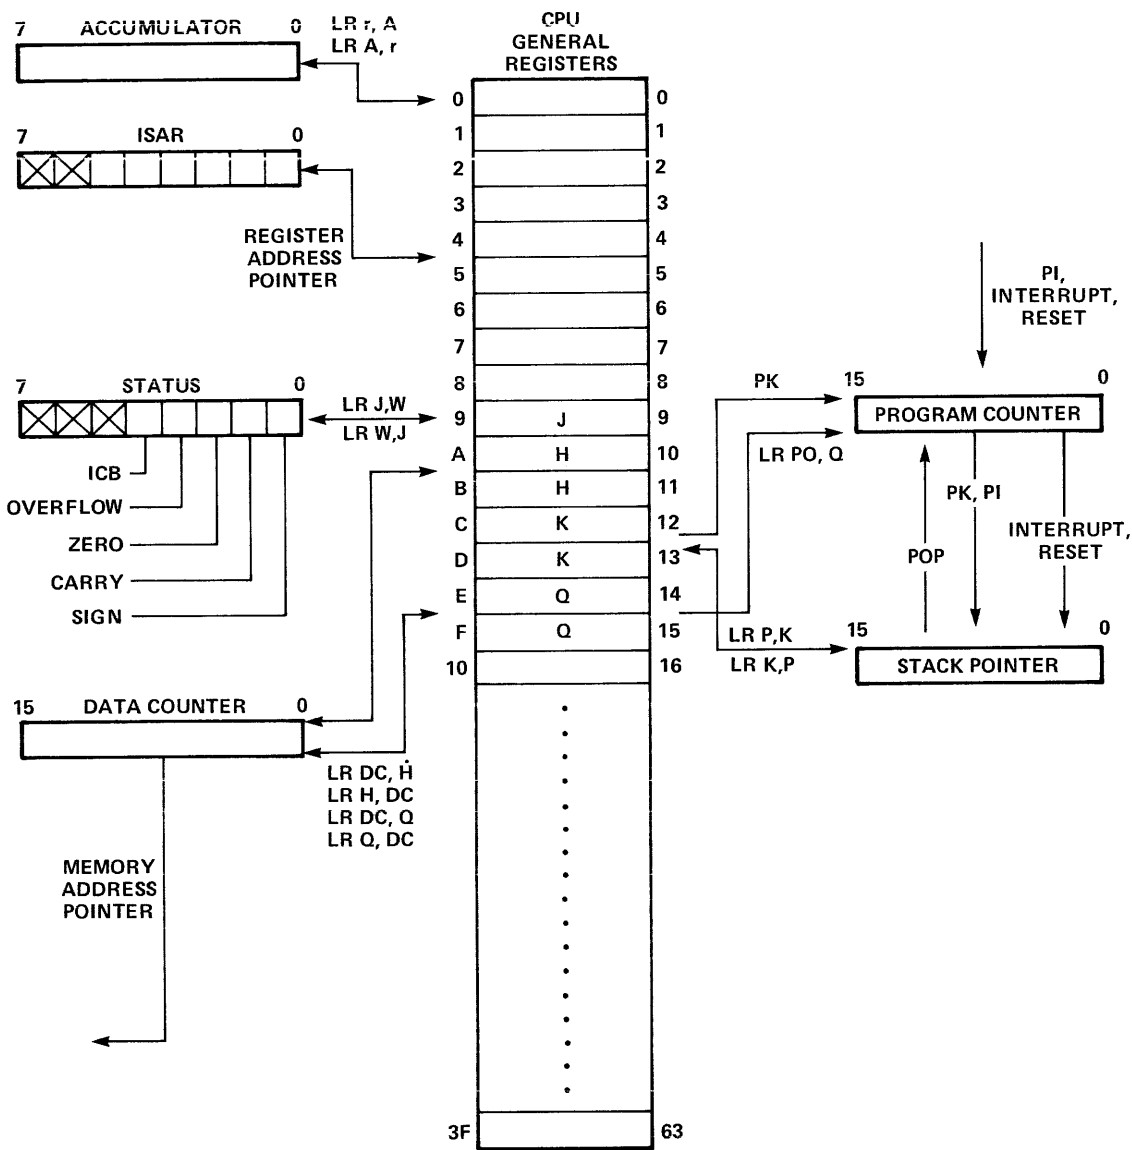 7 ACCUMULATOR 0
LR r, A
LR A, r
7 ISAR 0
REGISTER
ADDRESS
POINTER
7 STATUS 0
LR J,W
LR W,J
ICB
OVERFLOW
ZERO
CARRY
SIGN
15 DATA COUNTER 0
LR DC, H
LR H, DC
LR DC, Q
LR Q, DC
MEMORY
ADDRESS
POINTER
CPU
GENERAL
REGISTERS
0 0
1 1
2 2
3 3
4 4
5 5
6 6
7 7
8 8
9 J 9
A H 10
B H 11
C K 12
D K 13
E Q 14
F Q 15
10 16
3F 63
PI,
INTERRUPT,
RESET
PK
15 0
PROGRAM COUNTER
LR PO, Q
PK, PI
INTERRUPT,
RESET
POP
LR P,K
LR K,P
15 0
STACK POINTER